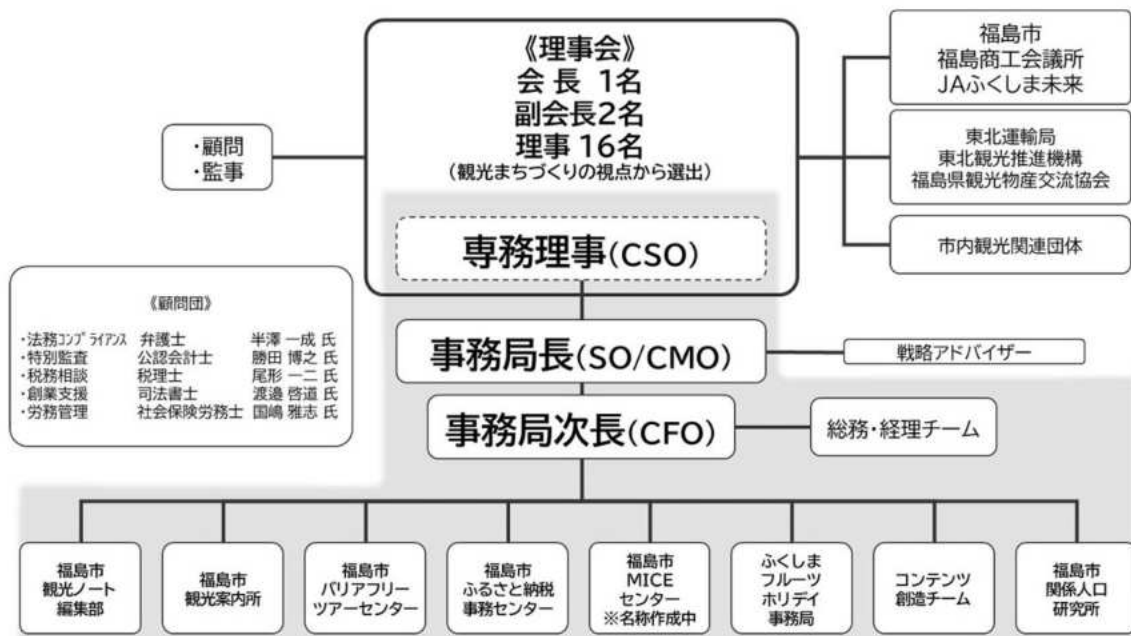 《理事会》
会 長 1名
副会長2名
理事 16名
(観光まちづくりの視点から選出)
・顧問
・監事
福島市
福島商工会議所
JAふくしま未来
東北運輸局
東北観光推進機構
福島県観光物産交流協会
市内観光関連団体
専務理事(CSO)
《顧問団》
・法務コンプライアンス 弁護士 半澤 一成 氏
・特別監査 公認会計士 勝田 博之 氏
・税務相談 税理士 尾形 一二 氏
・創業支援 司法書士 渡邉 啓道 氏
・労務管理 社会保険労務士 国嶋 雅志 氏
事務局長(SO/CMO)
戦略アドバイザー
事務局次長(CFO)
総務・経理チーム
福島市
観光ノート
編集部
福島市
観光案内所
福島市
バリアフリー
ツアーセンター
福島市
ふるさと納税
事務センター
福島市
MICE
センター
※名称作成中
ふくしま
フルーツ
ホリデイ
事務局
コンテンツ
創造チーム
福島市
関係人口
研究所